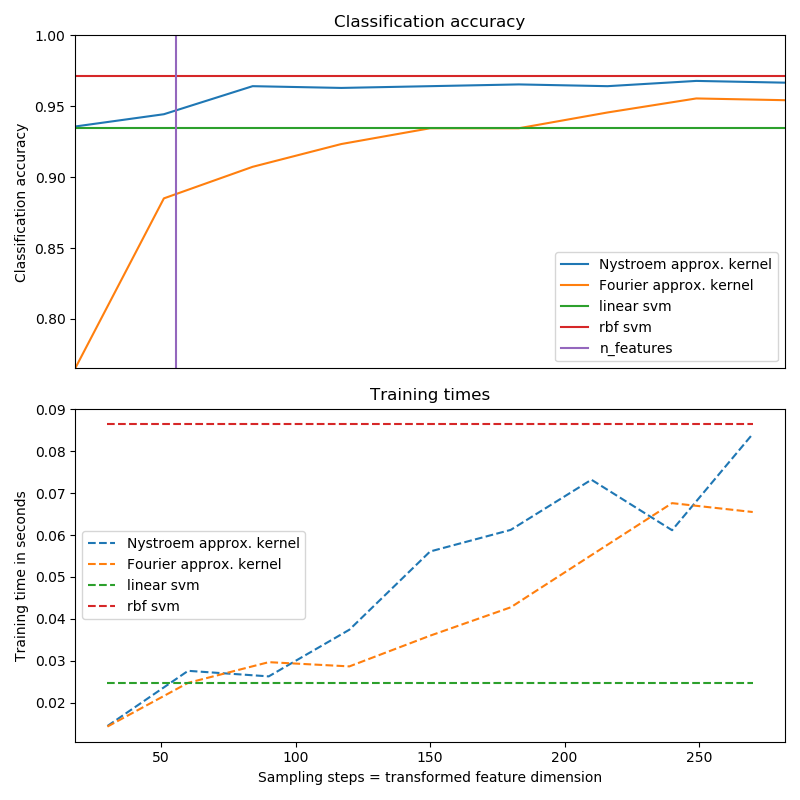 Classification accuracy
1.00
0.95
0.90
0.85
0.80
Classification accuracy
Nystroem approx. kernel
Fourier approx. kernel
linear svm
rbf svm
n_features
Training times
0.09
0.08
0.07
0.06
0.05
0.04
0.03
0.02
Training time in seconds
Nystroem approx. kernel
Fourier approx. kernel
linear svm
rbf svm
50 100 150 200 250
Sampling steps = transformed feature dimension